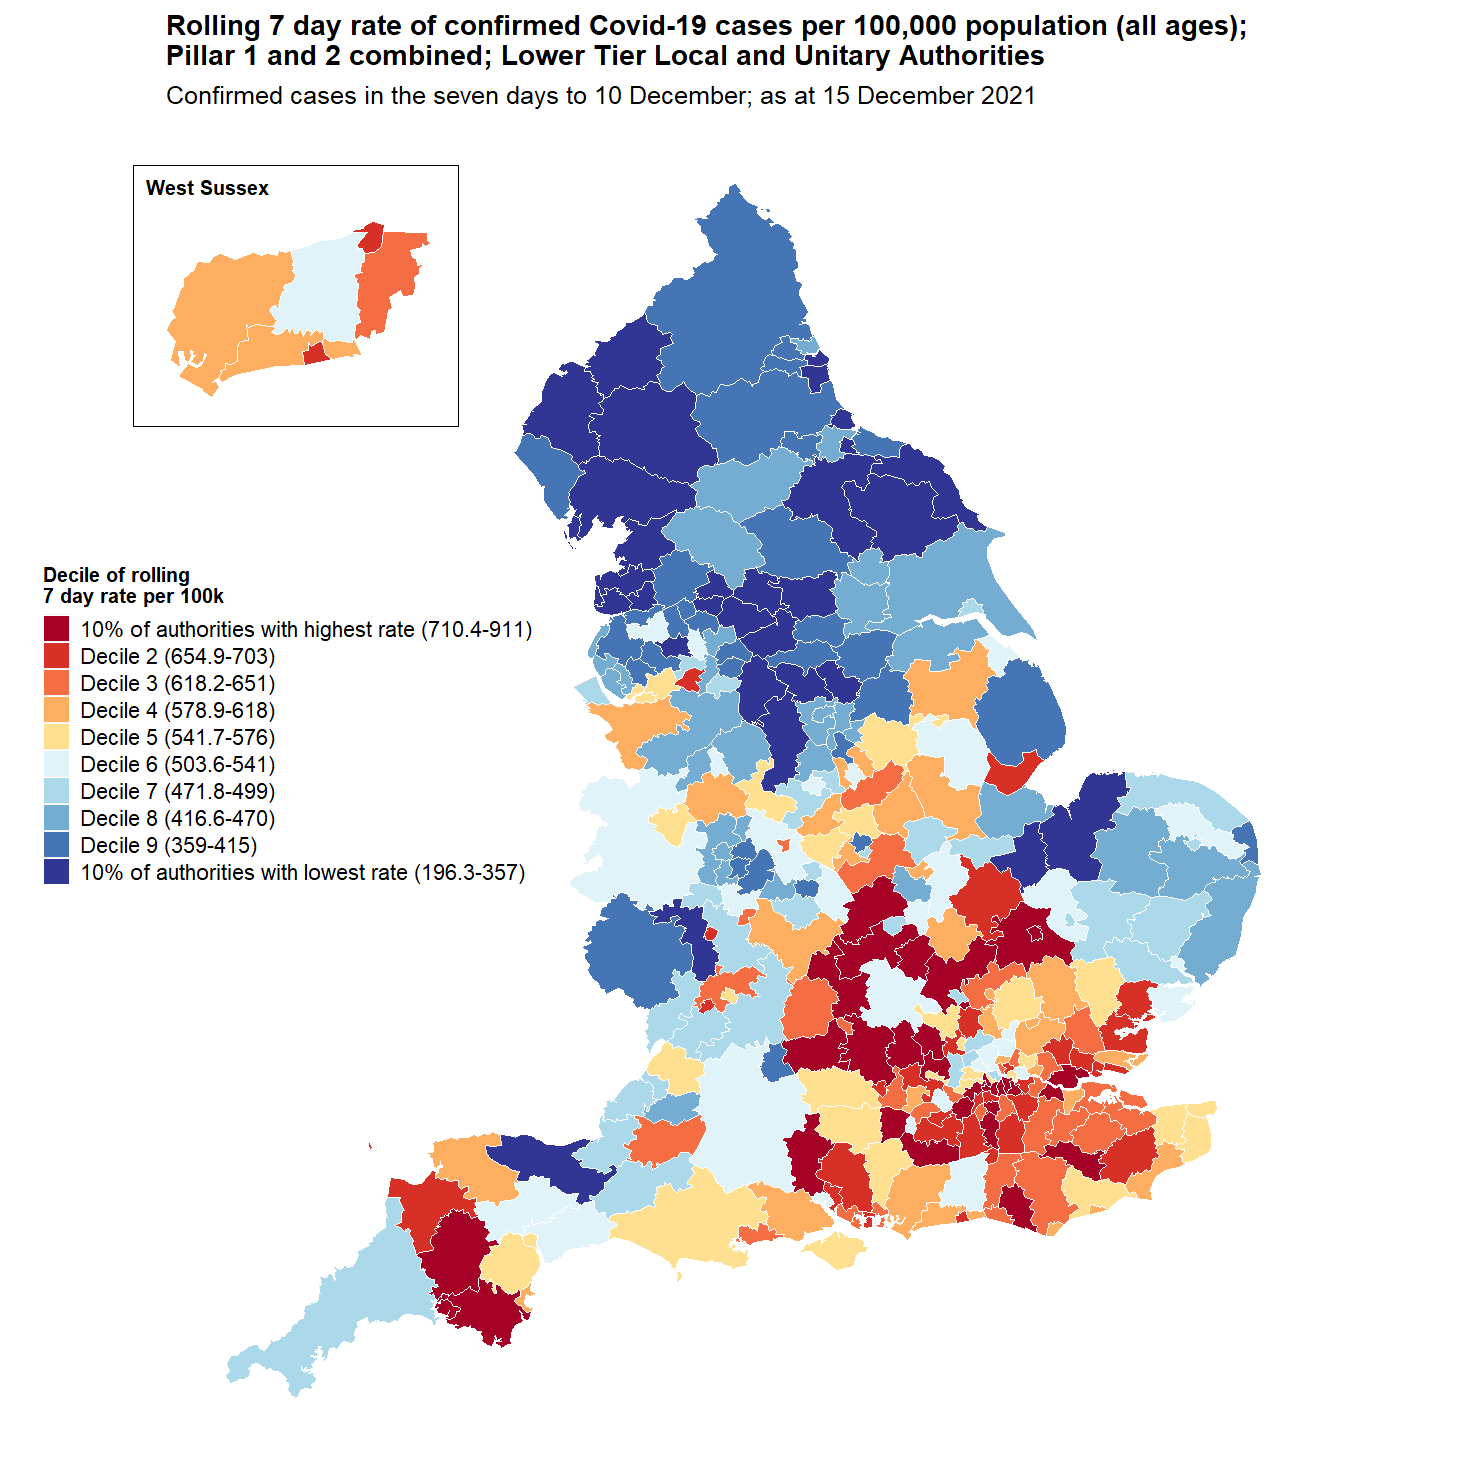 Rolling 7 day rate of confirmed Covid-19 cases per 100,000 population (all ages);
Pillar 1 and 2 combined; Lower Tier Local and Unitary Authorities
Confirmed cases in the seven days to 10 December; as at 15 December 2021
West Sussex
Decile of rolling
7 day rate per 100k
10% of authorities with highest rate (710.4-911)
Decile 2 (654.9-703)
Decile 3 (618.2-651)
Decile 4 (578.9-618)
Decile 5 (541.7-576)
Decile 6 (503.6-541)
Decile 7 (471.8-499)
Decile 8 (416.6-470)
Decile 9 (359-415)
10% of authorities with lowest rate (196.3-357)